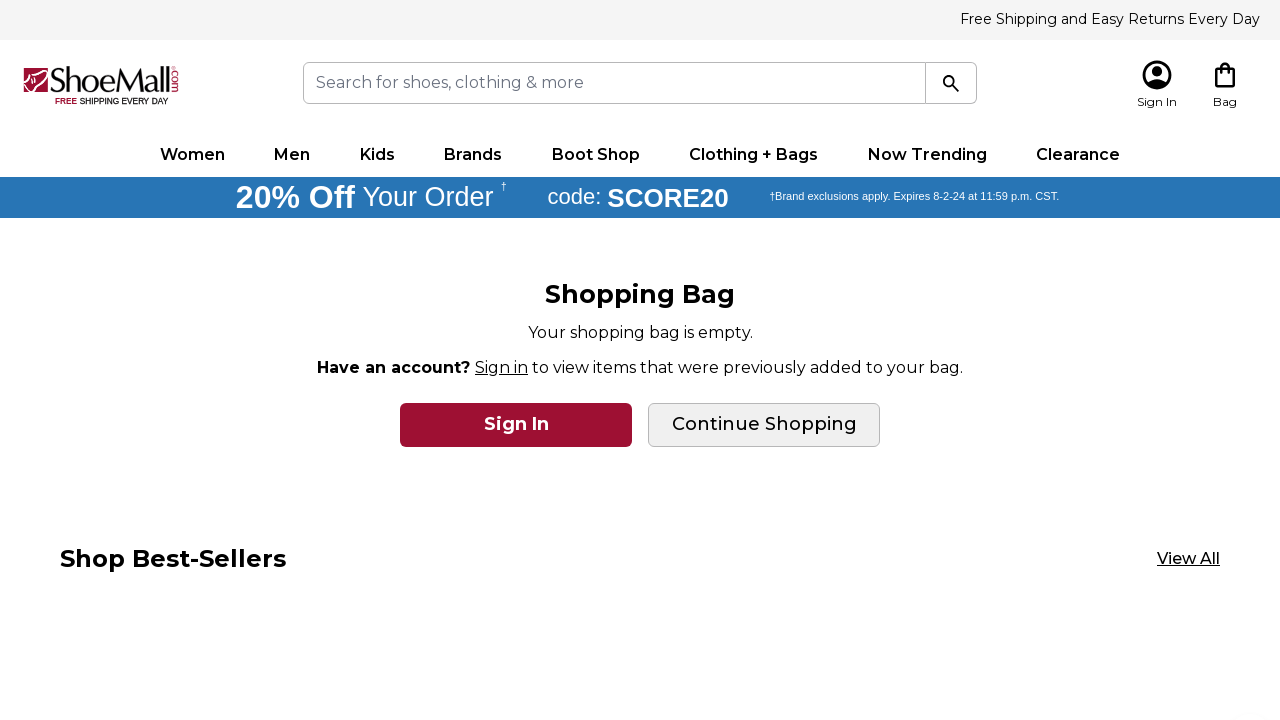 Free Shipping and Easy Returns Every Day
ShoeMall.com®
FREE SHIPPING EVERY DAY
Search for shoes, clothing & more
Sign In
Bag
Women Men Kids Brands Boot Shop Clothing + Bags Now Trending Clearance
20% Off Your Order † code: SCORE20 †Brand exclusions apply. Expires 8-2-24 at 11:59 p.m. CST.
Shopping Bag
Your shopping bag is empty.
Have an account? Sign in to view items that were previously added to your bag.
Sign In
Continue Shopping
Shop Best-Sellers
View All